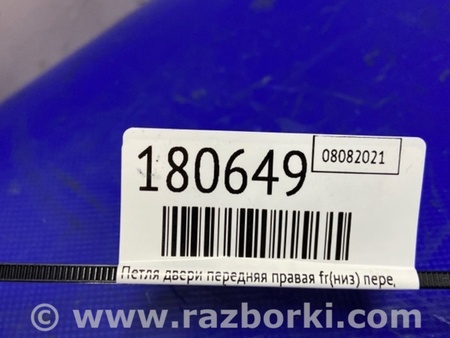 180649
08082021
Петля двери передняя правая fr(низ) пере,
© www.razborki.com